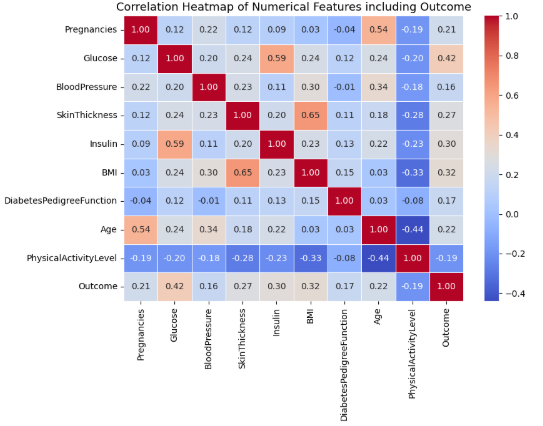 Correlation Heatmap of Numerical Features including Outcome
Pregnancies 1.00 0.12 0.22 0.12 0.09 0.03 -0.04 0.54 -0.19 0.21
Glucose 0.12 1.00 0.20 0.24 0.59 0.24 0.12 0.24 -0.20 0.42
BloodPressure 0.22 0.20 1.00 0.23 0.11 0.30 -0.01 0.34 -0.18 0.16
SkinThickness 0.12 0.24 0.23 1.00 0.20 0.65 0.11 0.18 -0.28 0.27
Insulin 0.09 0.59 0.11 0.20 1.00 0.23 0.13 0.22 -0.23 0.30
BMI 0.03 0.24 0.30 0.65 0.23 1.00 0.15 0.03 -0.33 0.32
DiabetesPedigreeFunction -0.04 0.12 -0.01 0.11 0.13 0.15 1.00 0.03 -0.08 0.17
Age 0.54 0.24 0.34 0.18 0.22 0.03 0.03 1.00 -0.44 0.22
PhysicalActivityLevel -0.19 -0.20 -0.18 -0.28 -0.23 -0.33 -0.08 -0.44 1.00 -0.19
Outcome 0.21 0.42 0.16 0.27 0.30 0.32 0.17 0.22 -0.19 1.00
Pregnancies
Glucose
BloodPressure
SkinThickness
Insulin
BMI
DiabetesPedigreeFunction
Age
PhysicalActivityLevel
Outcome
1.0
0.8
0.6
0.4
0.2
0.0
-0.2
-0.4